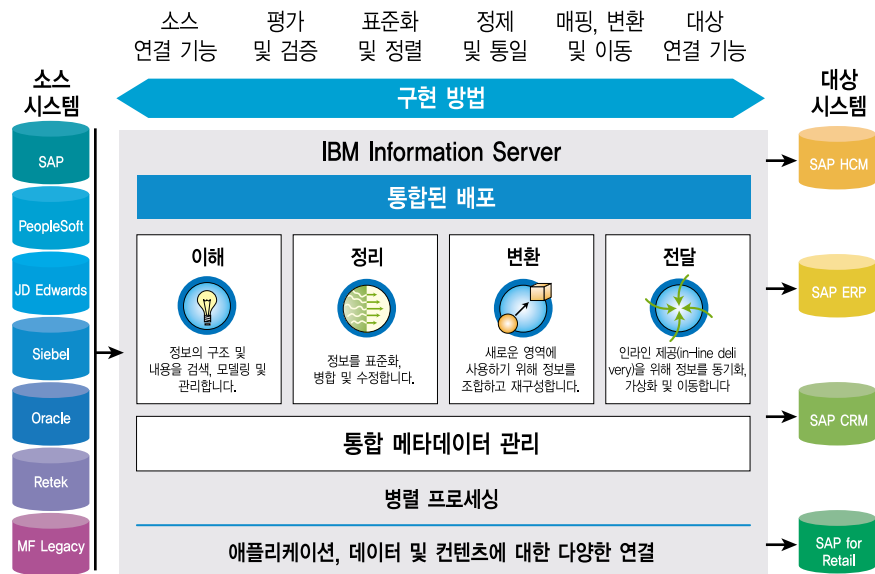 소스
연결 기능
평가
및 검증
표준화
및 정렬
정제
및 통일
매핑, 변환
및 이동
대상
연결 기능
구현 방법
소스
시스템
SAP
PeopleSoft
JD Edwards
Siebel
Oracle
Retek
MF Legacy
IBM Information Server
통합된 배포
이해
정보의 구조 및
내용을 검색, 모델링 및
관리합니다.
정리
정보를 표준화,
병합 및 수정합니다.
변환
새로운 영역에
사용하기 위해 정보를
조합하고 재구성합니다.
전달
인라인 제공(in-line deli
very)을 위해 정보를 동기화,
가상화 및 이동합니다
통합 메타데이터 관리
병렬 프로세싱
애플리케이션, 데이터 및 컨텐츠에 대한 다양한 연결
대상
시스템
SAP HCM
SAP ERP
SAP CRM
SAP for
Retail